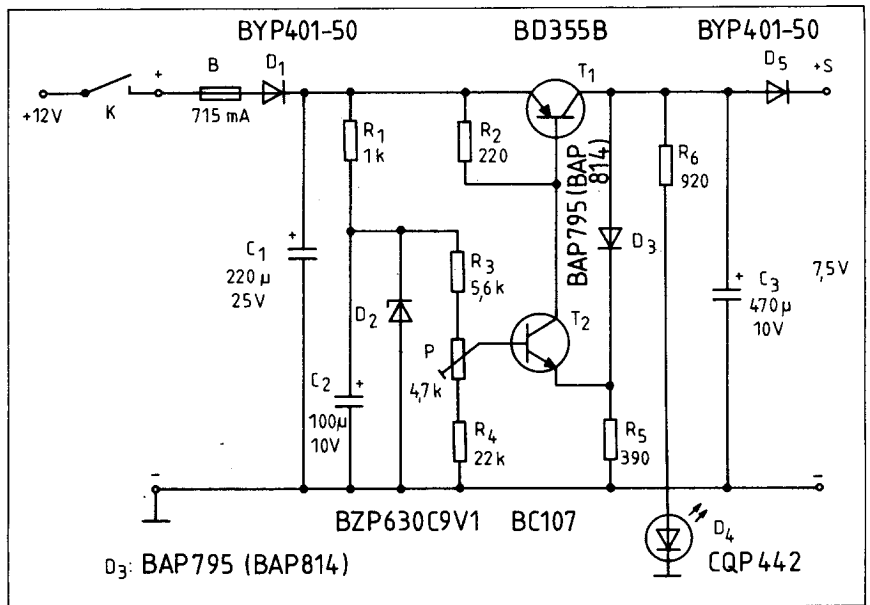 BYP401-50 BD355B BYP401-50
B D1 T1 D5 +S
+
+12V K 715 mA
R1
1k
R2
220
BAP795(BAP
814)
R6
920
C1
220 µ
25V
+
D2
R3
5,6k
D3
+
C3
470µ
10V
7,5V
T2
P
4,7k
C2
100µ
10V
+
R4
22k
R5
390
- -
BZP630C9V1 BC107
D4
CQP442
D3: BAP795 (BAP814)